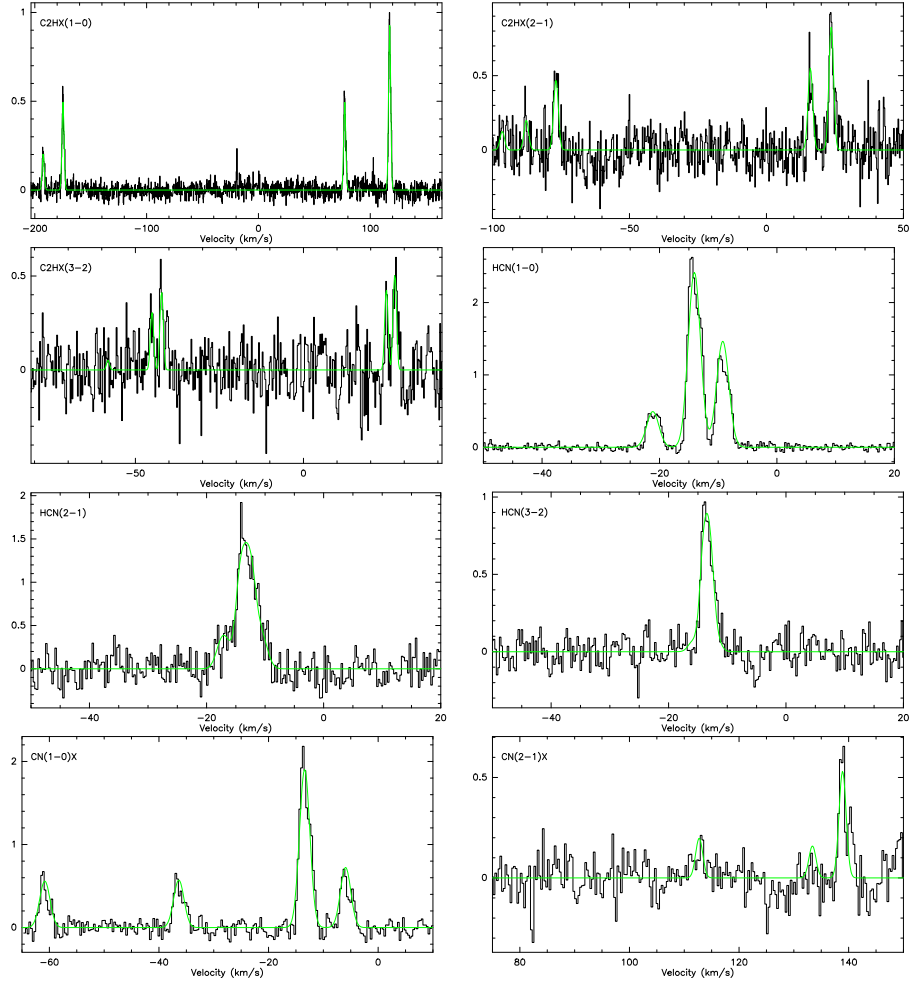 C2HX(1−0)
1
0.5
0
−200 −100 0 100
Velocity (km/s)
C2HX(2−1)
0.5
0
−100 −50 0 50
Velocity (km/s)
C2HX(3−2)
0.5
0
−50 0
Velocity (km/s)
HCN(1−0)
2
1
0
−40 −20 0 20
Velocity (km/s)
HCN(2−1)
2
1.5
1
0.5
0
−40 −20 0 20
Velocity (km/s)
HCN(3−2)
1
0.5
0
−40 −20 0 20
Velocity (km/s)
CN(1−0)X
2
1
0
−60 −40 −20 0
Velocity (km/s)
CN(2−1)X
0.5
0
80 100 120 140
Velocity (km/s)